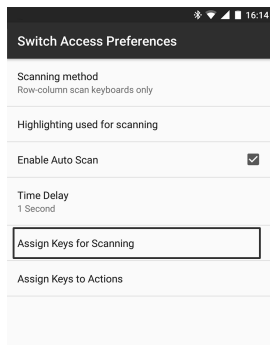 16:14
Switch Access Preferences
Scanning method
Row-column scan keyboards only
Highlighting used for scanning
Enable Auto Scan
Time Delay
1 Second
Assign Keys for Scanning
Assign Keys to Actions